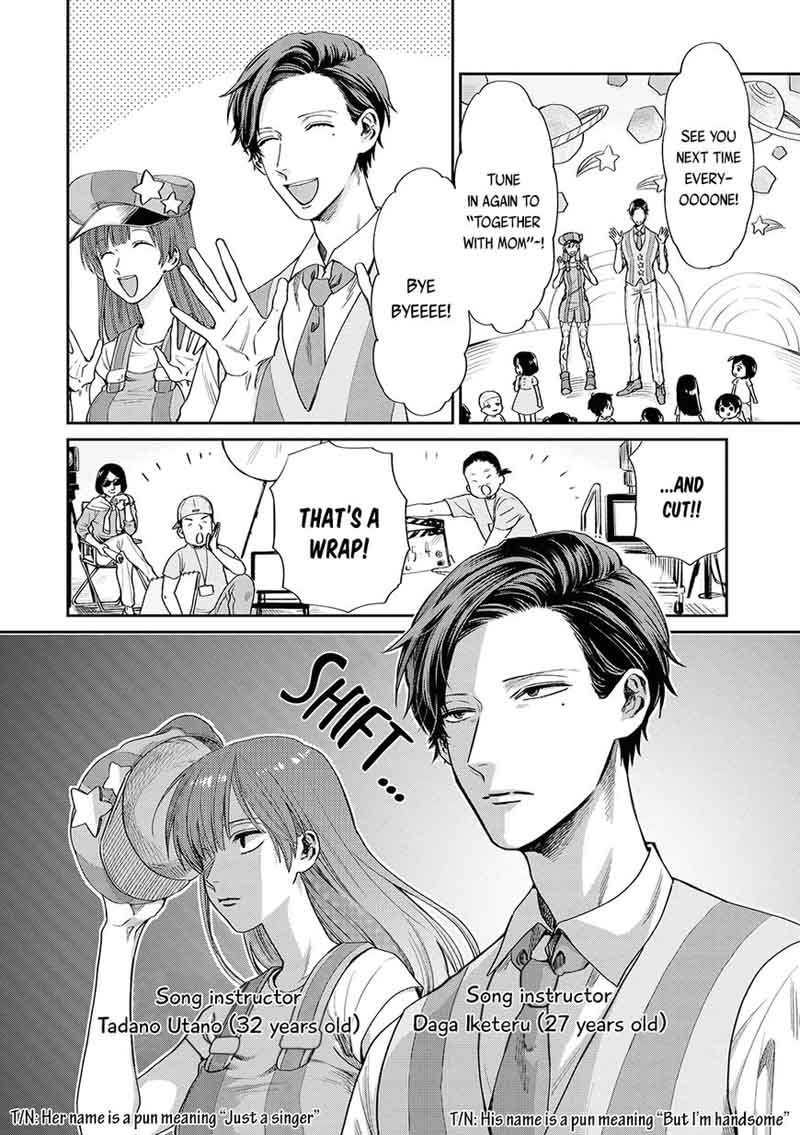 SEE YOU
NEXT TIME
EVERY-
OOOONE!
TUNE
IN AGAIN TO
“TOGETHER
WITH MOM”-!
BYE
BYEEEE!
...AND
CUT!!
THAT'S A
WRAP!
SHIFT...
Song instructor
Daga Iketeru (27 years old)
Song instructor
Tadano Utano (32 years old)
T/N: His name is a pun meaning “But I'm handsome”
T/N: Her name is a pun meaning “Just a singer”